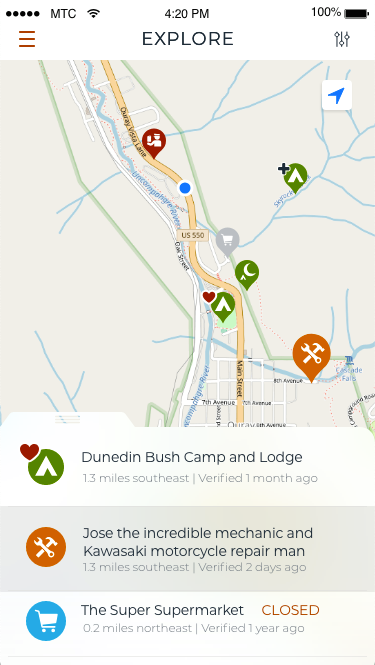 MTC 4:20 PM 100%
EXPLORE
Ouray Vista Lane
Uncompahgre River
US 550
Oak Street
Main Street
8th Avenue
Cascade
Falls
7th Avenue
7th Avenue
Ouray
Dunedin Bush Camp and Lodge
1.3 miles southeast | Verified 1 month ago
Jose the incredible mechanic and
Kawasaki motorcycle repair man
1.3 miles southeast | Verified 2 days ago
The Super Supermarket CLOSED
0.2 miles northeast | Verified 1 year ago